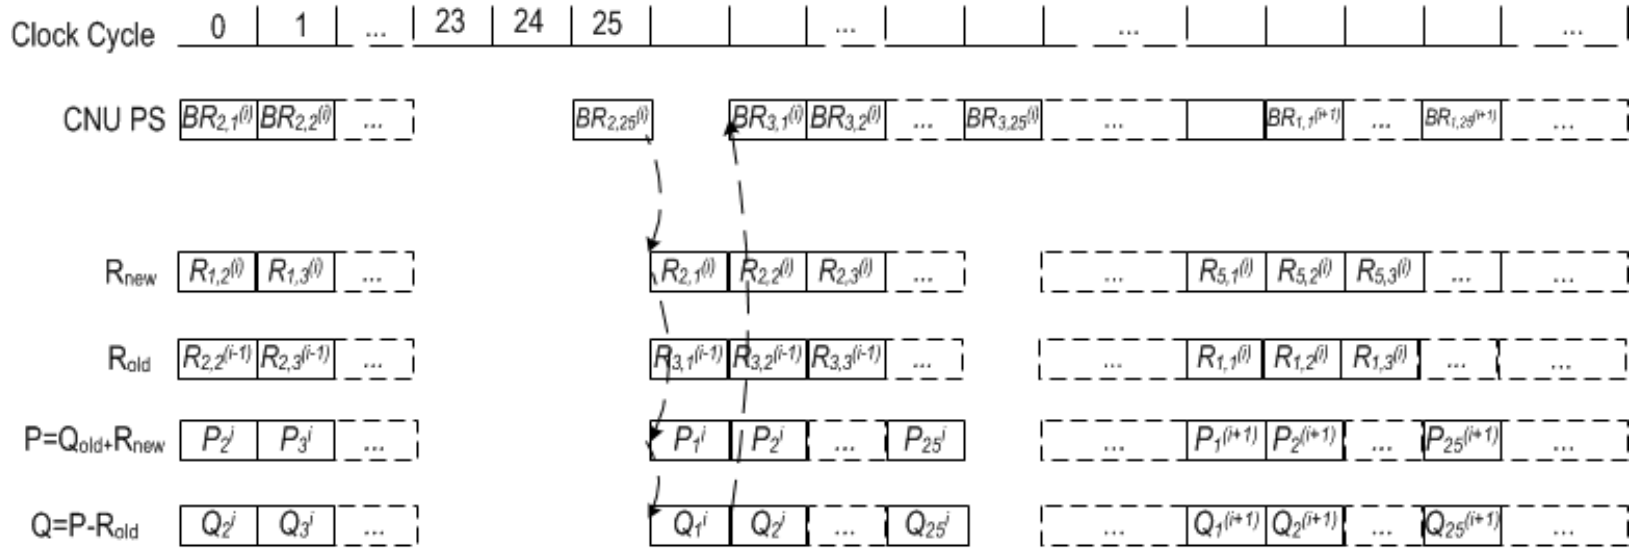 Clock Cycle 0 1 ... 23 24 25 ... ... ...
CNU PS BR2,1(i) BR2,2(i) ... BR2,25(i) BR3,1(i) BR3,2(i) ... BR3,25(i) ... BR1,1(i+1) ... BR1,25(i+1) ...
Rnew R1,2(i) R1,3(i) ... R2,1(i) R2,2(i) R2,3(i) ... ... R5,1(i) R5,2(i) R5,3(i) ... ...
Rold R2,2(i-1) R2,3(i-1) ... R3,1(i-1) R3,2(i-1) R3,3(i-1) ... ... R1,1(i) R1,2(i) R1,3(i) ... ...
P=Qold+Rnew P2i P3i ... P1i P2i ... P25i ... P1(i+1) P2(i+1) ... P25(i+1) ...
Q=P-Rold Q2i Q3i ... Q1i Q2i ... Q25i ... Q1(i+1) Q2(i+1) ... Q25(i+1) ...